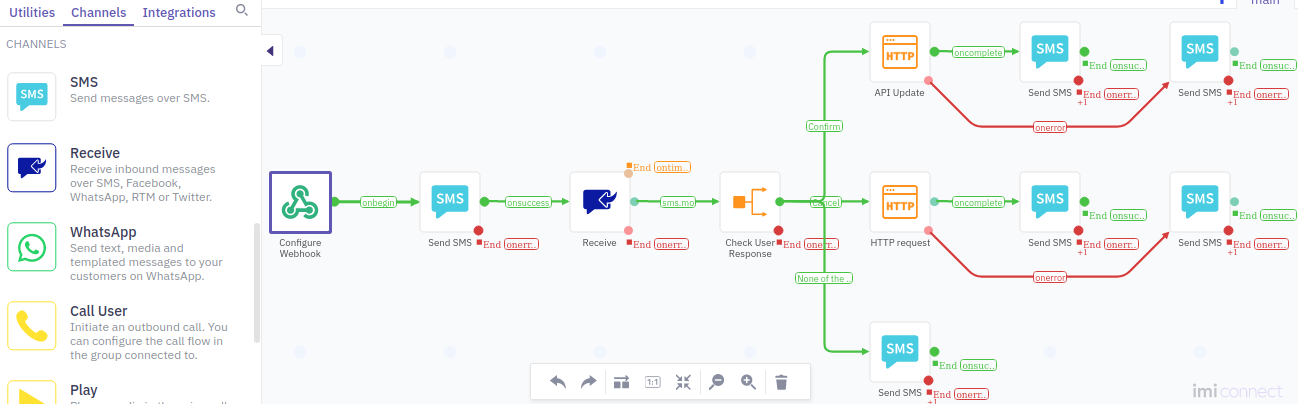 Utilities
Channels
Integrations
main
CHANNELS
SMS
SMS
Send messages over SMS.
Receive
Receive inbound messages
over SMS, Facebook,
WhatsApp, RTM or Twitter.
WhatsApp
Send text, media and
templated messages to your
customers on WhatsApp.
Call User
Initiate an outbound call. You
can configure the call flow in
the group connected to.
Play
HTTP
API Update
oncomplete
SMS
Send SMS
End onsuc..
End onerr..
+1
SMS
Send SMS
End onsuc..
End onerr..
+1
onerror
Confirm
Configure
Webhook
onbegin
SMS
Send SMS
End onerr..
onsuccess
Receive
End ontim..
End onerr..
sms.mo
Check User
Response
End onerr..
Cancel
None of the ..
HTTP
HTTP request
oncomplete
SMS
Send SMS
End onsuc..
End onerr..
+1
SMS
Send SMS
End onsuc..
End onerr..
+1
onerror
SMS
Send SMS
End onsuc..
End onerr..
+1
1:1
imiconnect